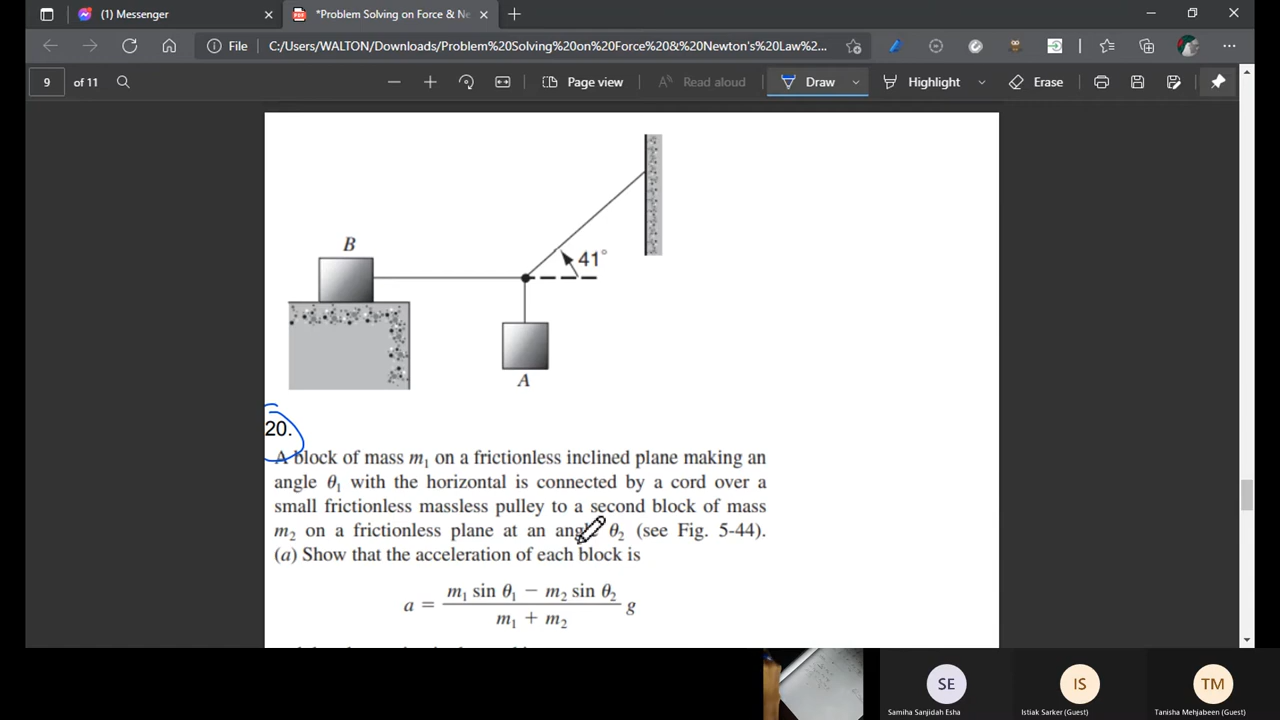 (1) Messenger
*Problem Solving on Force & Ne
File
C:/Users/WALTON/Downloads/Problem%20Solving%20on%20Force%20&%20Newton's%20Law%20...
9
of 11
Page view
Read aloud
Draw
Highlight
Erase
B
41°
A
20.
A block of mass m₁ on a frictionless inclined plane making an
angle θ₁ with the horizontal is connected by a cord over a
small frictionless massless pulley to a second block of mass
m₂ on a frictionless plane at an angle θ₂ (see Fig. 5-44).
(a) Show that the acceleration of each block is
a = (m₁ sin θ₁ − m₂ sin θ₂) / (m₁ + m₂) g
SE
IS
TM
Samiha Sanjidah Esha
Istiak Sarker (Guest)
Tanisha Mehjabeen (Guest)